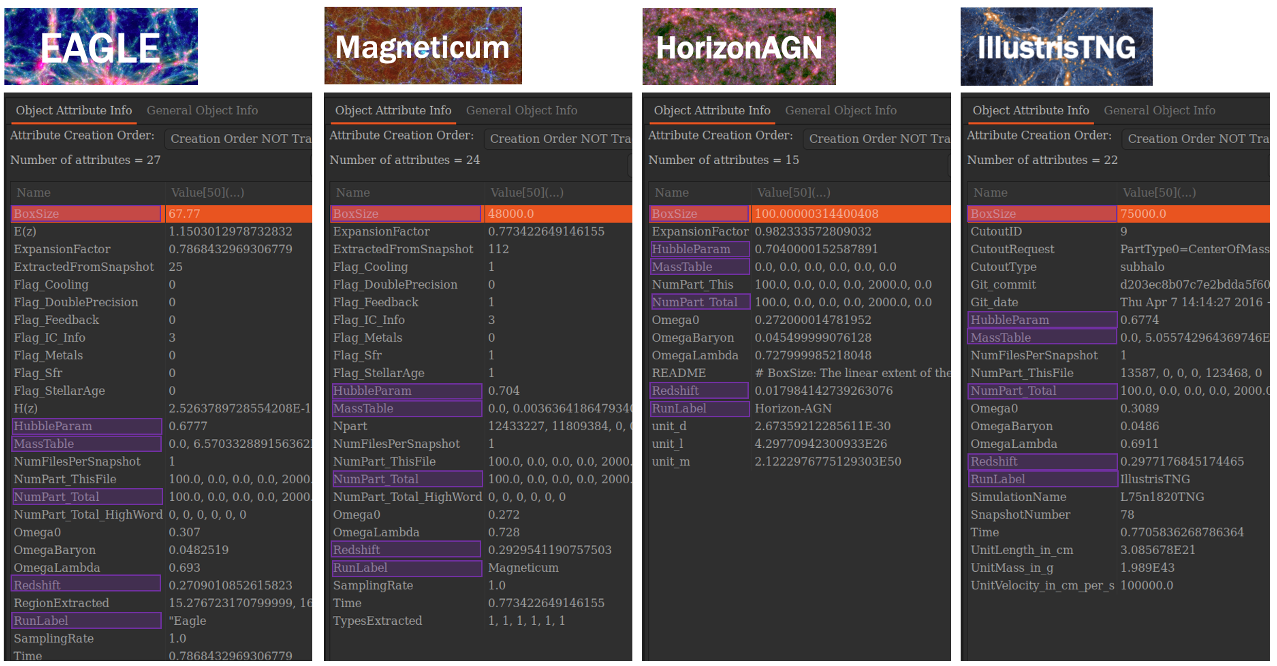 EAGLE
Object Attribute Info General Object Info
Attribute Creation Order: Creation Order NOT Tra
Number of attributes = 27
Name Value[50](...)
BoxSize 67.77
E(z) 1.1503012978732832
ExpansionFactor 0.7868432969306779
ExtractedFromSnapshot 25
Flag_Cooling 0
Flag_DoublePrecision 0
Flag_Feedback 0
Flag_IC_Info 3
Flag_Metals 0
Flag_Sfr 0
Flag_StellarAge 0
H(z) 2.5263789728554208E-1
HubbleParam 0.6777
MassTable 0.0, 6.570332889156362
NumFilesPerSnapshot 1
NumPart_ThisFile 100.0, 0.0, 0.0, 0.0, 2000.
NumPart_Total 100.0, 0.0, 0.0, 0.0, 2000.
NumPart_Total_HighWord 0, 0, 0, 0, 0, 0
Omega0 0.307
OmegaBaryon 0.0482519
OmegaLambda 0.693
Redshift 0.2709010852615823
RegionExtracted 15.276723170799999, 16
RunLabel "Eagle
SamplingRate 1.0
Time 0.7868432969306779
Magneticum
Object Attribute Info General Object Info
Attribute Creation Order: Creation Order NOT Tra
Number of attributes = 24
Name Value[50](...)
BoxSize 48000.0
ExpansionFactor 0.773422649146155
ExtractedFromSnapshot 112
Flag_Cooling 1
Flag_DoublePrecision 0
Flag_Feedback 1
Flag_IC_Info 3
Flag_Metals 0
Flag_Sfr 1
Flag_StellarAge 1
HubbleParam 0.704
MassTable 0.0, 0.003636418647934
Npart 12433227, 11809384, 0,
NumFilesPerSnapshot 1
NumPart_ThisFile 100.0, 0.0, 0.0, 0.0, 2000.
NumPart_Total 100.0, 0.0, 0.0, 0.0, 2000.
NumPart_Total_HighWord 0, 0, 0, 0, 0, 0
Omega0 0.272
OmegaLambda 0.728
Redshift 0.2929541190757503
RunLabel Magneticum
SamplingRate 1.0
Time 0.773422649146155
TypesExtracted 1, 1, 1, 1, 1, 1
HorizonAGN
Object Attribute Info General Object Info
Attribute Creation Order: Creation Order NOT Tra
Number of attributes = 15
Name Value[50](...)
BoxSize 100.00000314400408
ExpansionFactor 0.982333572809032
HubbleParam 0.7040000152587891
MassTable 0.0, 0.0, 0.0, 0.0, 0.0, 0.0
NumPart_This 100.0, 0.0, 0.0, 0.0, 2000.0, 0.0
NumPart_Total 100.0, 0.0, 0.0, 0.0, 2000.0, 0.0
Omega0 0.272000014781952
OmegaBaryon 0.045499999076128
OmegaLambda 0.727999985218048
README # BoxSize: The linear extent of the
Redshift 0.017984142739263076
RunLabel Horizon-AGN
unit_d 2.67359212285611E-30
unit_l 4.29770942300933E26
unit_m 2.1222976775129303E50
IllustrisTNG
Object Attribute Info General Object Info
Attribute Creation Order: Creation Order NOT Tra
Number of attributes = 22
Name Value[50](...)
BoxSize 75000.0
CutoutID 9
CutoutRequest PartType0=CenterOfMass
CutoutType subhalo
Git_commit d203ec8b07c7e2bdda5f60
Git_date Thu Apr 7 14:14:27 2016 -
HubbleParam 0.6774
MassTable 0.0, 5.055742964369746E
NumFilesPerSnapshot 1
NumPart_ThisFile 13587, 0, 0, 0, 123468, 0
NumPart_Total 100.0, 0.0, 0.0, 0.0, 2000.0
Omega0 0.3089
OmegaBaryon 0.0486
OmegaLambda 0.6911
Redshift 0.2977176845174465
RunLabel IllustrisTNG
SimulationName L75n1820TNG
SnapshotNumber 78
Time 0.7705836268786364
UnitLength_in_cm 3.085678E21
UnitMass_in_g 1.989E43
UnitVelocity_in_cm_per_s 100000.0